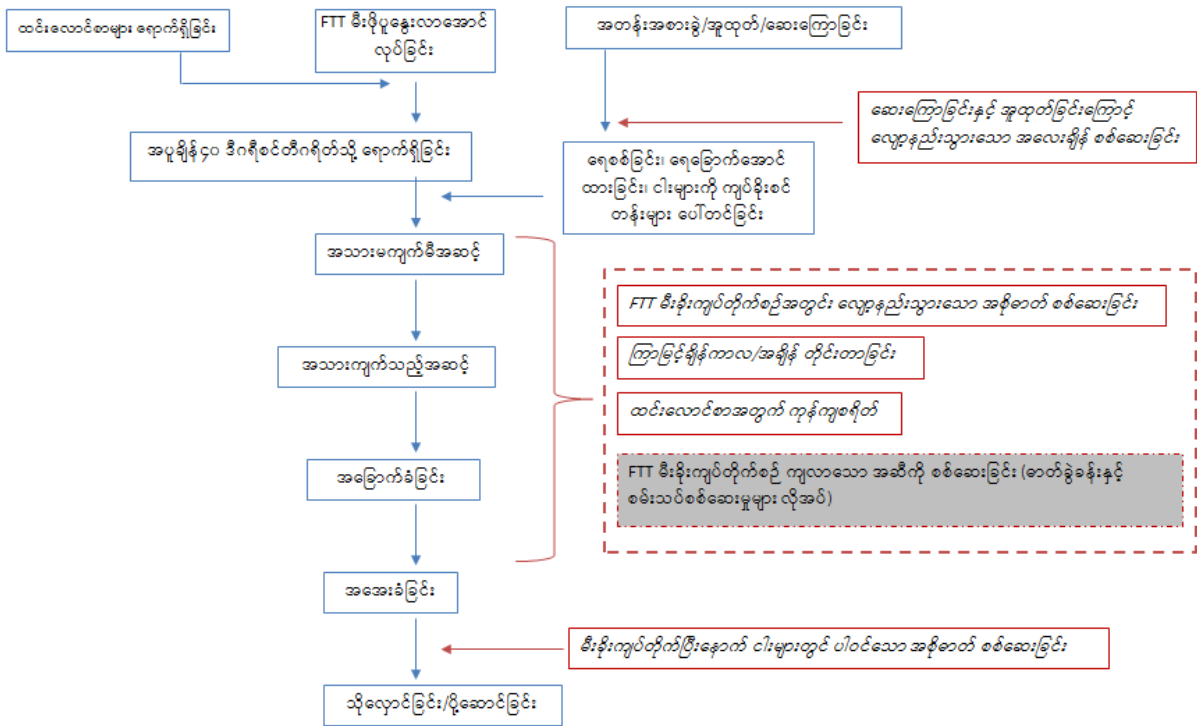 ထင်းလောင်စာများ ရောက်ရှိခြင်း
FTT မီးဖိုပူနွေးလာအောင်
လုပ်ခြင်း
အတန်းအစားခွဲ/အူထုတ်/ဆေးကြောခြင်း
ဆေးကြောခြင်းနှင့် အူထုတ်ခြင်းကြောင့်
လျော့နည်းသွားသော အလေးချိန် စစ်ဆေးခြင်း
အပူချိန်၄၀ ဒီဂရီစင်တီဂရိတ်သို့ ရောက်ရှိခြင်း
ရေစစ်ခြင်း၊ ရေခြောက်အောင်
ထားခြင်း၊ ငါးများကို ကျပ်ခိုးစင်
တန်းများ ပေါ်တင်ခြင်း
အသားမကျက်မီအဆင့်
FTT မီးခိုးကျပ်တိုက်စဉ်အတွင်း လျော့နည်းသွားသော အစိုဓာတ် စစ်ဆေးခြင်း
ကြာမြင့်ချိန်ကာလ/အချိန် တိုင်းတာခြင်း
အသားကျက်သည့်အဆင့်
ထင်းလောင်စာအတွက် ကုန်ကျစရိတ်
FTT မီးခိုးကျပ်တိုက်စဉ် ကျလာသော အဆီကို စစ်ဆေးခြင်း (ဓာတ်ခွဲခန်းနှင့်
စမ်းသပ်စစ်ဆေးမှုများ လိုအပ်)
အခြောက်ခံခြင်း
အအေးခံခြင်း
မီးခိုးကျပ်တိုက်ပြီးနောက် ငါးများတွင် ပါဝင်သော အစိုဓာတ် စစ်ဆေးခြင်း
သိုလှောင်ခြင်း/ပို့ဆောင်ခြင်း